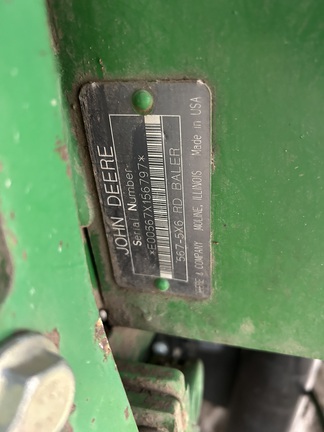 JOHN DEERE
Serial Number
*E00567X156797*
567-5X6 RD BALER
DEERE & COMPANY MOLINE, ILLINOIS Made in USA